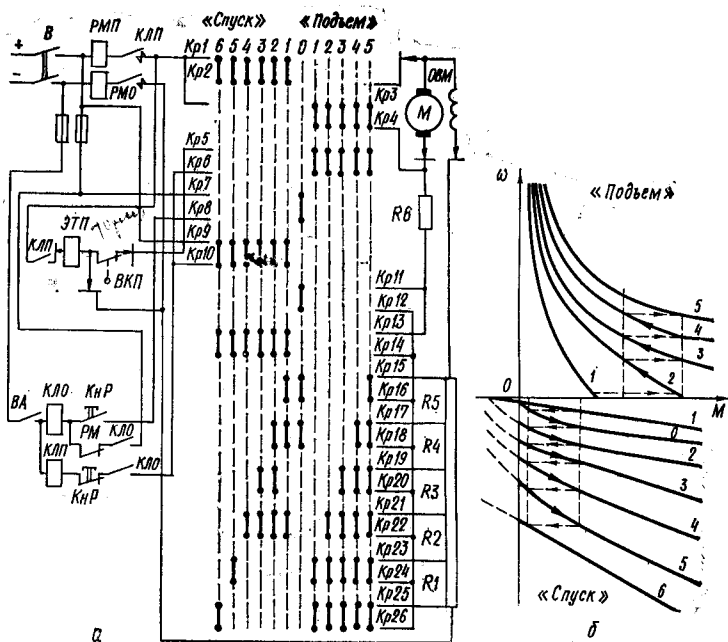 «Спуск» «Подъем»
6 5 4 3 2 1 0 1 2 3 4 5
+ В РМП КЛП
−
РМО
Кр1
Кр2
Кр3
Кр4
ОВМ
М
Кр5
Кр6
Кр7
Кр8
Кр9
Кр10
ЭТП
КЛП
ВКП
R6
Кр11
Кр12
Кр13
Кр14
Кр15
Кр16
Кр17
Кр18
Кр19
Кр20
Кр21
Кр22
Кр23
Кр24
Кр25
Кр26
R5
R4
R3
R2
R1
ВА КЛО КнР
РМ КЛО
КЛП КЛО
КнР
а
ω
«Подъем»
5
4
3
1 2
0 М
1
0
2
3
4
5
6
«Спуск»
б